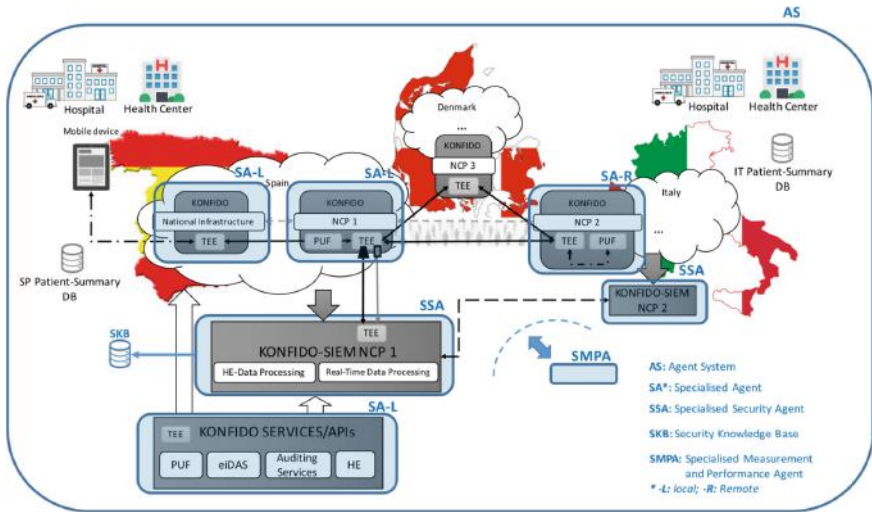 AS
Hospital
Health Center
Mobile device
Denmark
...
KONFIDO
NCP 3
TEE
Hospital
Health Center
IT Patient-Summary
DB
SA-L
Spain
SA-L
SA-R
Italy
...
KONFIDO
National Infrastructure
TEE
KONFIDO
NCP 1
PUF
TEE
KONFIDO
NCP 2
TEE
PUF
SP Patient-Summary
DB
SSA
KONFIDO-SIEM
NCP 2
SSA
TEE
KONFIDO-SIEM NCP 1
HE-Data Processing
Real-Time Data Processing
SKB
SMPA
SA-L
TEE
KONFIDO SERVICES/APIs
PUF
eiDAS
Auditing
Services
HE
AS: Agent System
SA*: Specialised Agent
SSA: Specialised Security Agent
SKB: Security Knowledge Base
SMPA: Specialised Measurement
and Performance Agent
* -L: local; -R: Remote